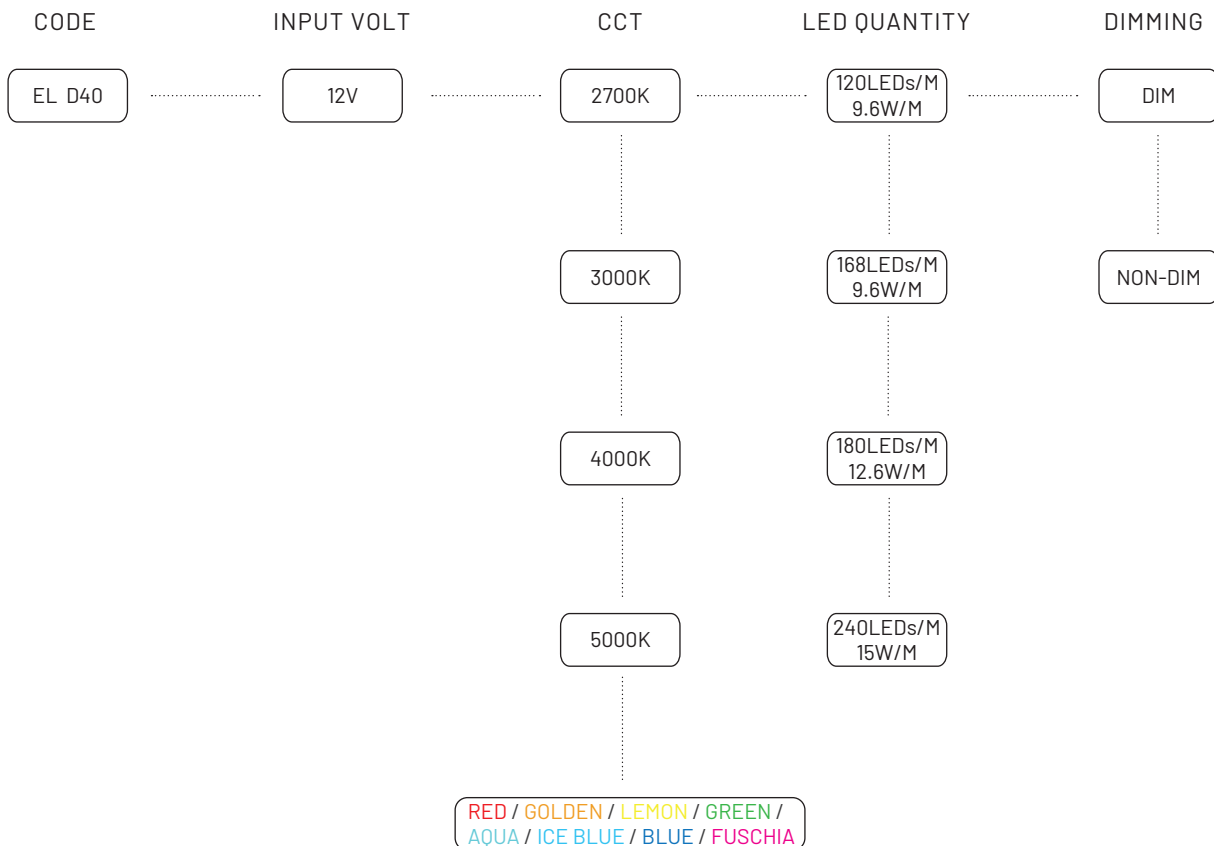 CODE
INPUT VOLT
CCT
LED QUANTITY
DIMMING
EL D40
12V
2700K
120LEDs/M
9.6W/M
DIM
3000K
168LEDs/M
9.6W/M
NON-DIM
4000K
180LEDs/M
12.6W/M
5000K
240LEDs/M
15W/M
RED / GOLDEN / LEMON / GREEN /
AQUA / ICE BLUE / BLUE / FUSCHIA